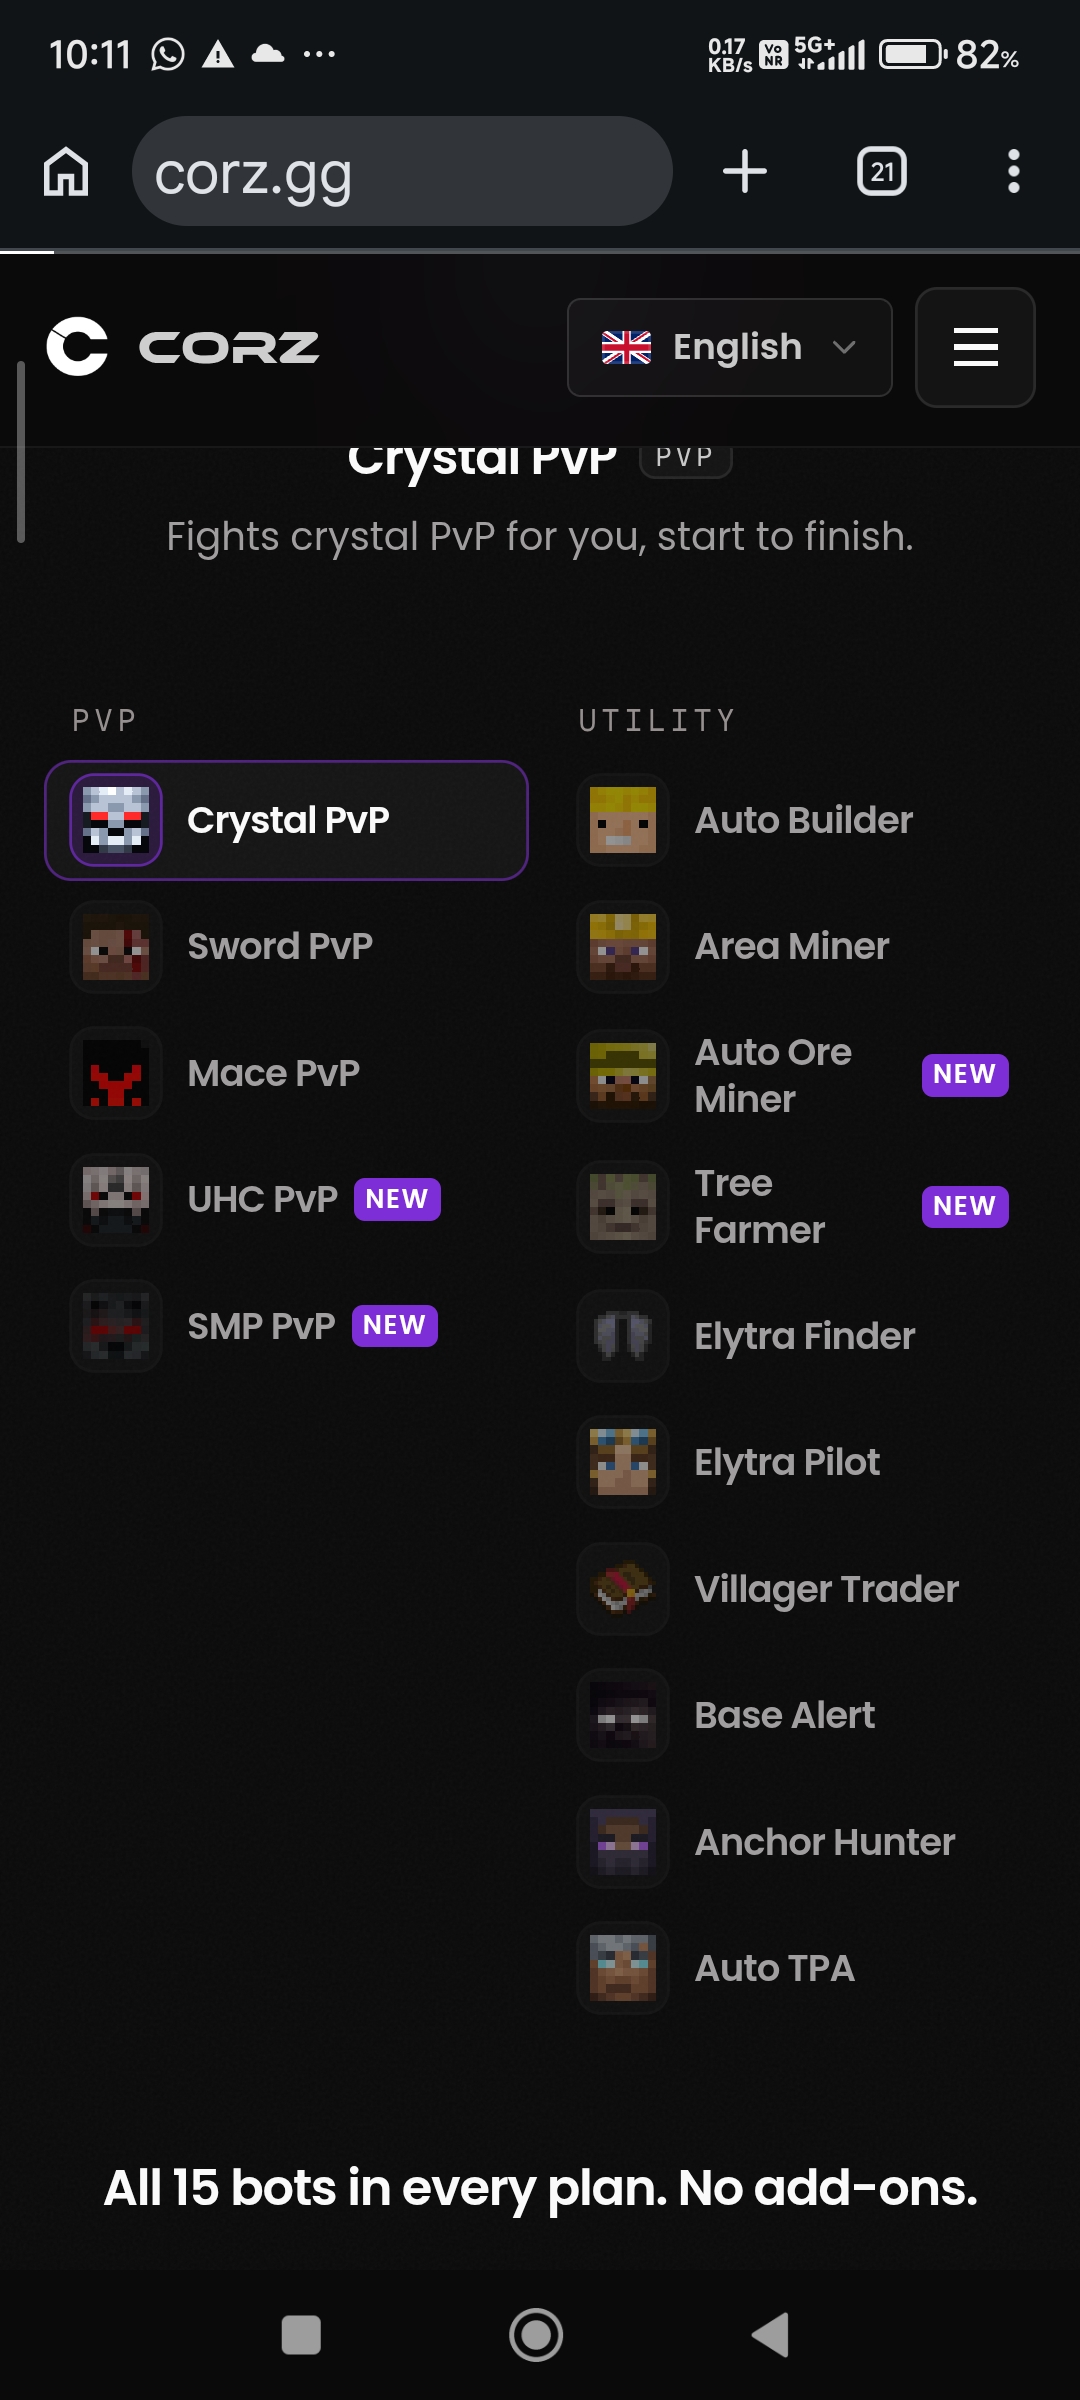 10:11
0.17 KB/s
Vo NR
5G+
82%
corz.gg
21
CORZ
English
Crystal PvP
PVP
Fights crystal PvP for you, start to finish.
PVP
Crystal PvP
Sword PvP
Mace PvP
UHC PvP NEW
SMP PvP NEW
UTILITY
Auto Builder
Area Miner
Auto Ore
Miner
NEW
Tree
Farmer
NEW
Elytra Finder
Elytra Pilot
Villager Trader
Base Alert
Anchor Hunter
Auto TPA
All 15 bots in every plan. No add-ons.